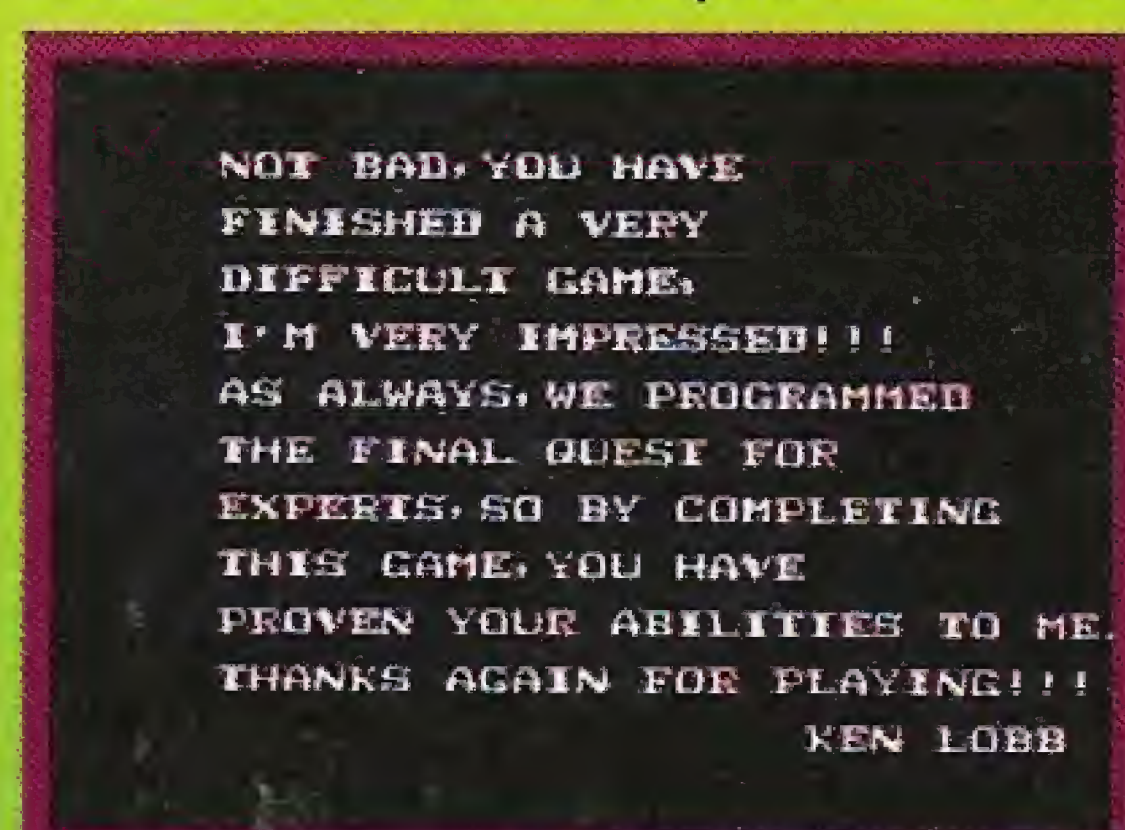 NOT BAD, YOU HAVE
FINISHED A VERY
DIFFICULT GAME,
I'M VERY IMPRESSED!!!
AS ALWAYS, WE PROGRAMMED
THE FINAL QUEST FOR
EXPERTS, SO BY COMPLETING
THIS GAME, YOU HAVE
PROVEN YOUR ABILITIES TO ME.
THANKS AGAIN FOR PLAYING!!!
KEN LOBB